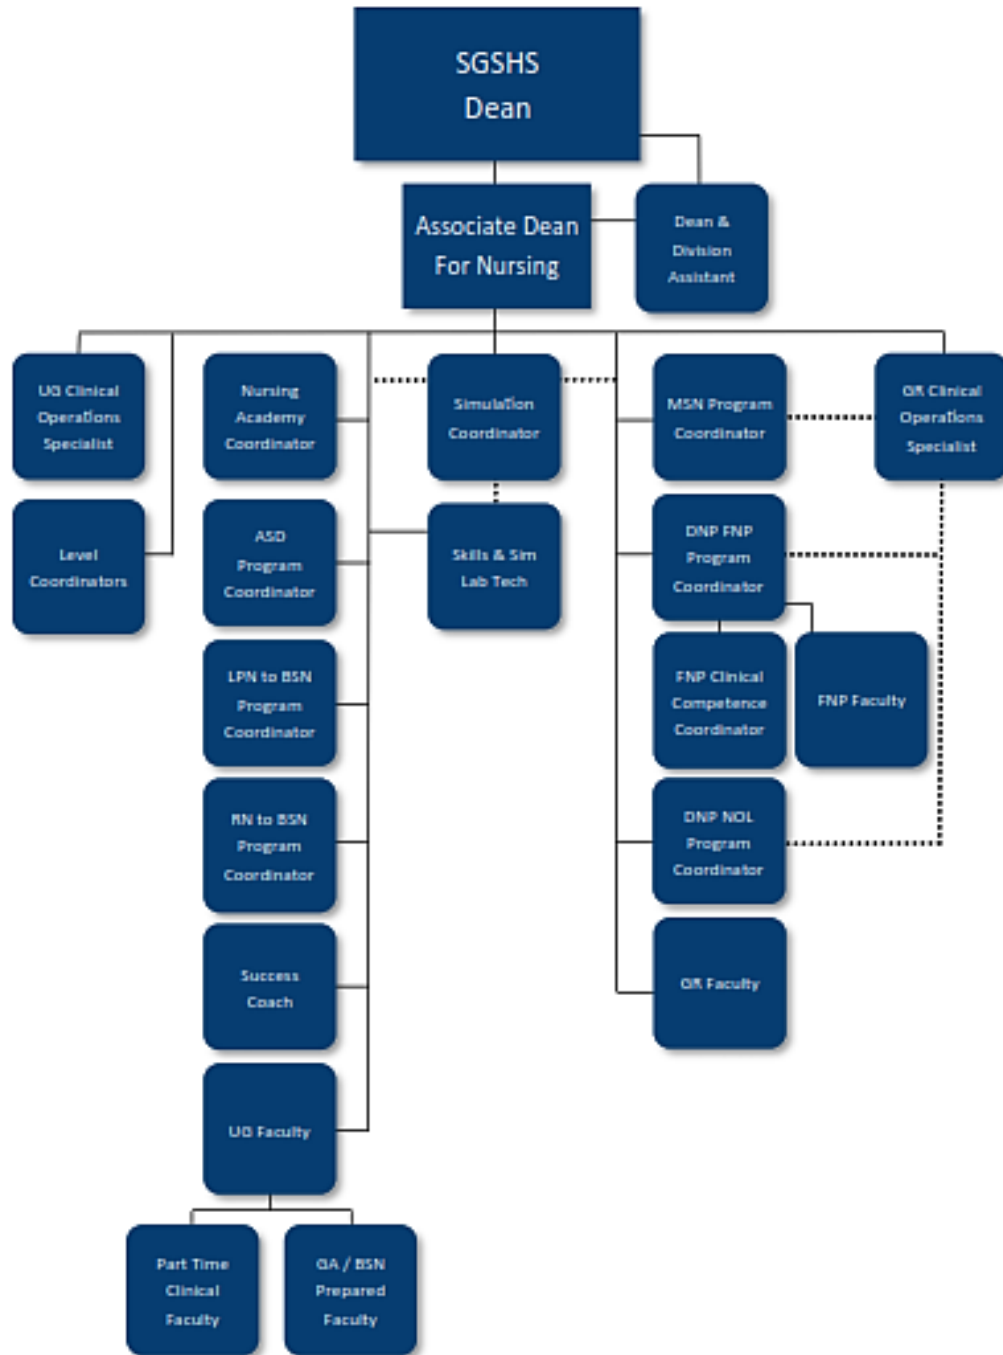 SGSHS
Dean
Associate Dean
For Nursing
Dean &
Division
Assistant
UG Clinical
Operations
Specialist
Nursing
Academy
Coordinator
Simulation
Coordinator
MSN Program
Coordinator
GR Clinical
Operations
Specialist
Level
Coordinators
ASD
Program
Coordinator
Skills & Sim
Lab Tech
DNP FNP
Program
Coordinator
LPN to BSN
Program
Coordinator
FNP Clinical
Competence
Coordinator
FNP Faculty
RN to BSN
Program
Coordinator
DNP NOL
Program
Coordinator
Success
Coach
GR Faculty
UG Faculty
Part Time
Clinical
Faculty
GA / BSN
Prepared
Faculty